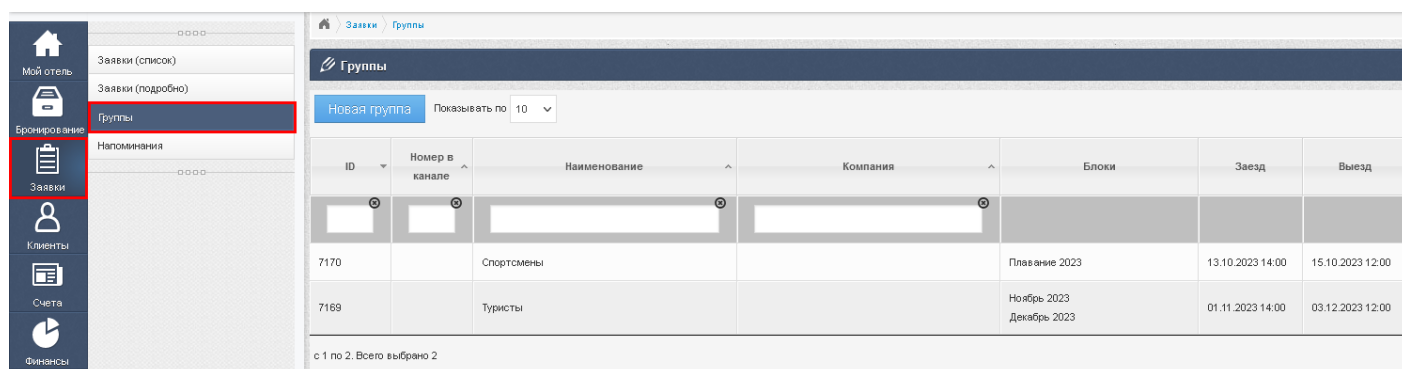 Заявки Группы
Мой отель
Бронирование
Заявки
Клиенты
Счета
Финансы
Заявки (список)
Заявки (подробно)
Группы
Напоминания
Группы
Новая группа Показывать по 10
ID Номер в канале Наименование Компания Блоки Заезд Выезд
7170 Спортсмены Плавание 2023 13.10.2023 14:00 15.10.2023 12:00
7169 Туристы Ноябрь 2023 01.11.2023 14:00 03.12.2023 12:00
Декабрь 2023
с 1 по 2. Всего выбрано 2